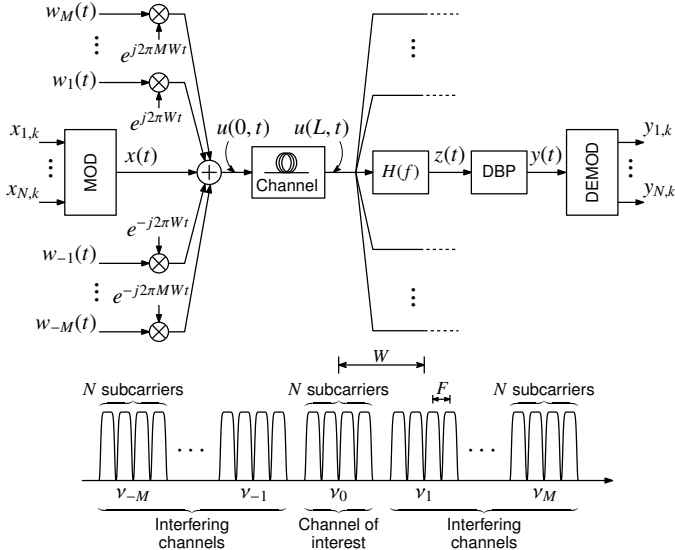 w_M(t)
e^{j2πMWt}
w_1(t)
e^{j2πWt}
x_{1,k}
x_{N,k}
MOD
x(t)
+
u(0, t)
Channel
u(L, t)
H(f)
z(t)
DBP
y(t)
DEMOD
y_{1,k}
y_{N,k}
e^{-j2πWt}
w_{-1}(t)
e^{-j2πMWt}
w_{-M}(t)
W
N subcarriers
N subcarriers
F
N subcarriers
ν_{-M}
ν_{-1}
ν_0
ν_1
ν_M
Interfering
channels
Channel of
interest
Interfering
channels